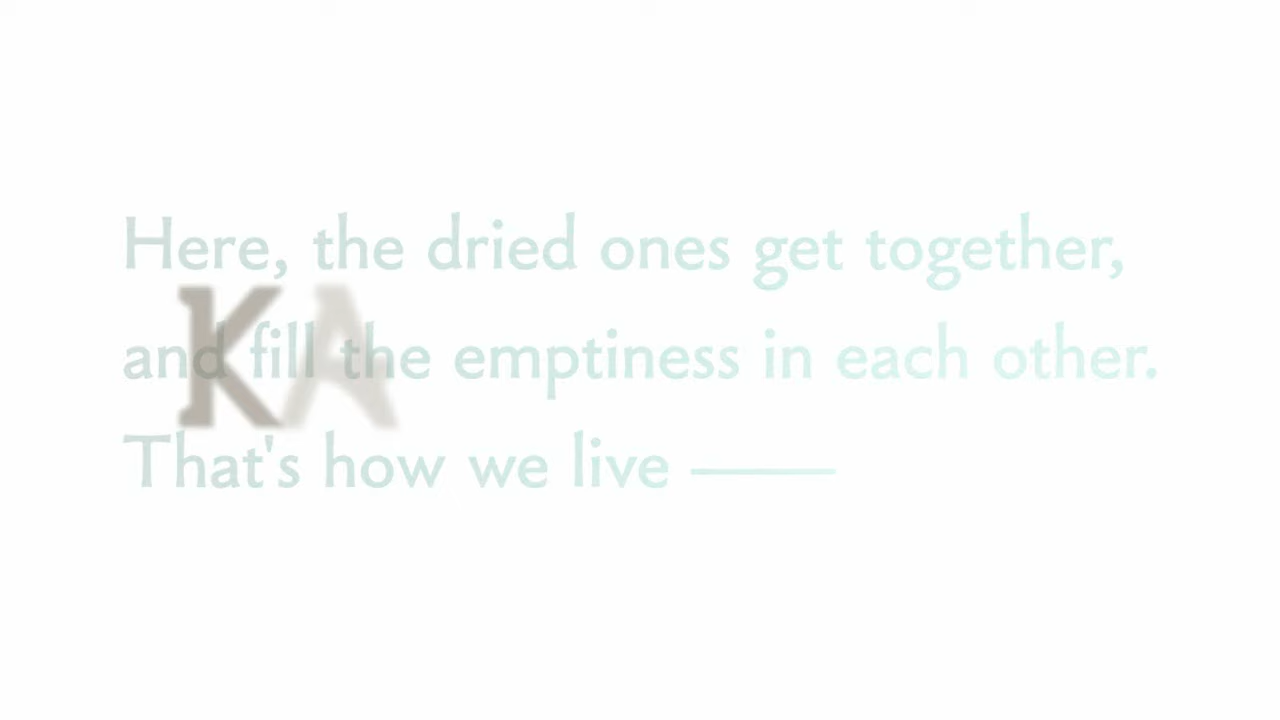 Here, the dried ones get together,
KA
and fill the emptiness in each other.
That's how we live ——